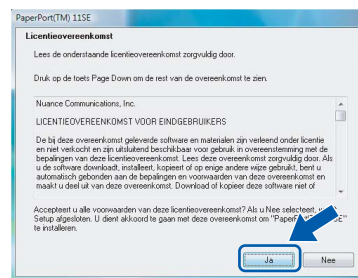 PaperPort(TM) 11SE
Licentieovereenkomst
Lees de onderstaande licentieovereenkomst zorgvuldig door.
Druk op de toets Page Down om de rest van de overeenkomst te zien.
Nuance Communications, Inc.
LICENTIEOVEREENKOMST VOOR EINDGEBRUIKERS
De bij deze overeenkomst geleverde software en materialen zijn verleend onder licentie
en niet verkocht en zijn uitsluitend beschikbaar voor gebruik in overeenstemming met de
bepalingen van deze licentieovereenkomst. Lees deze overeenkomst zorgvuldig door. Als
u de software downloadt, installeert, kopieert of op enige andere wijze gebruikt, bent u
automatisch gebonden aan de bepalingen en voorwaarden van deze overeenkomst en
maakt u deel uit van deze overeenkomst. Download of kopieer deze software niet of
Accepteert u alle voorwaarden van deze licentieovereenkomst? Als u Nee selecteert,
Setup afgesloten. U dient akkoord te gaan met deze overeenkomst om
te installeren.
Ja
Nee